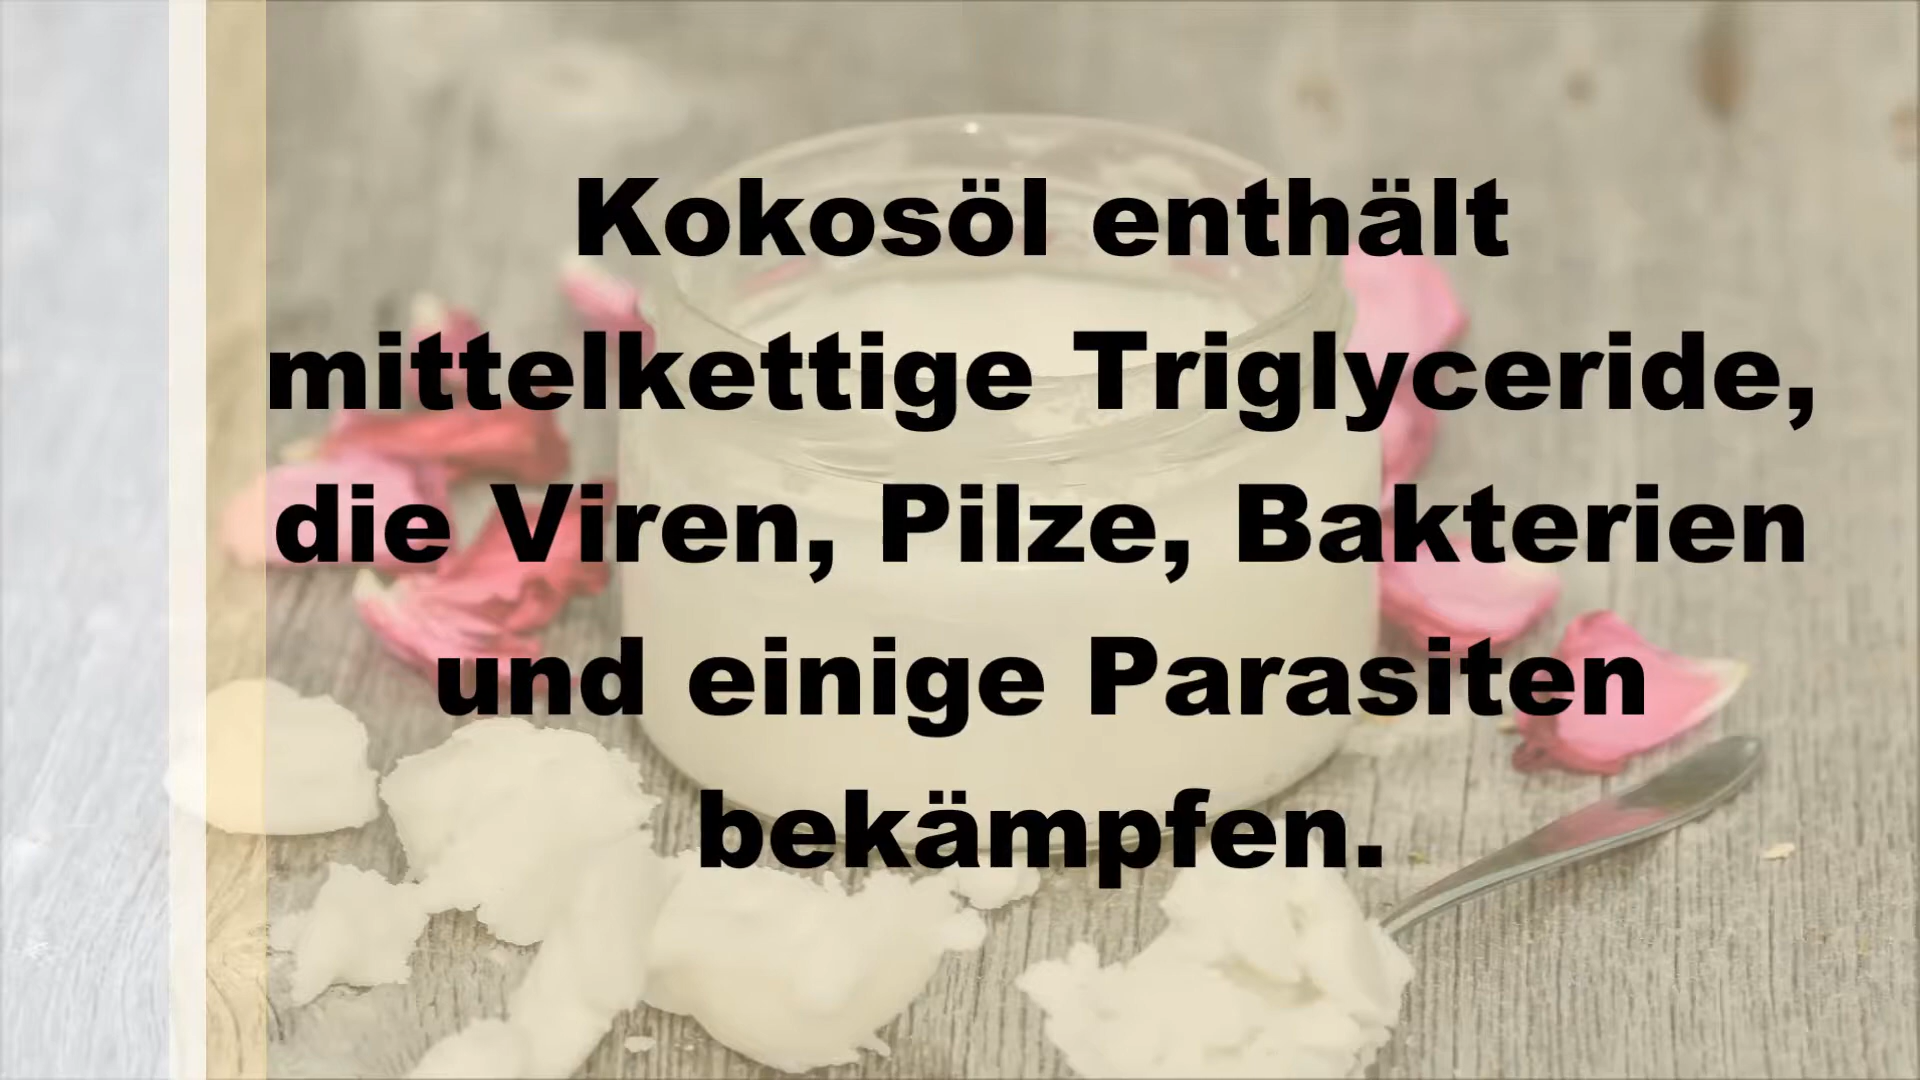 Kokosöl enthält
mittelkettige Triglyceride,
die Viren, Pilze, Bakterien
und einige Parasiten
bekämpfen.